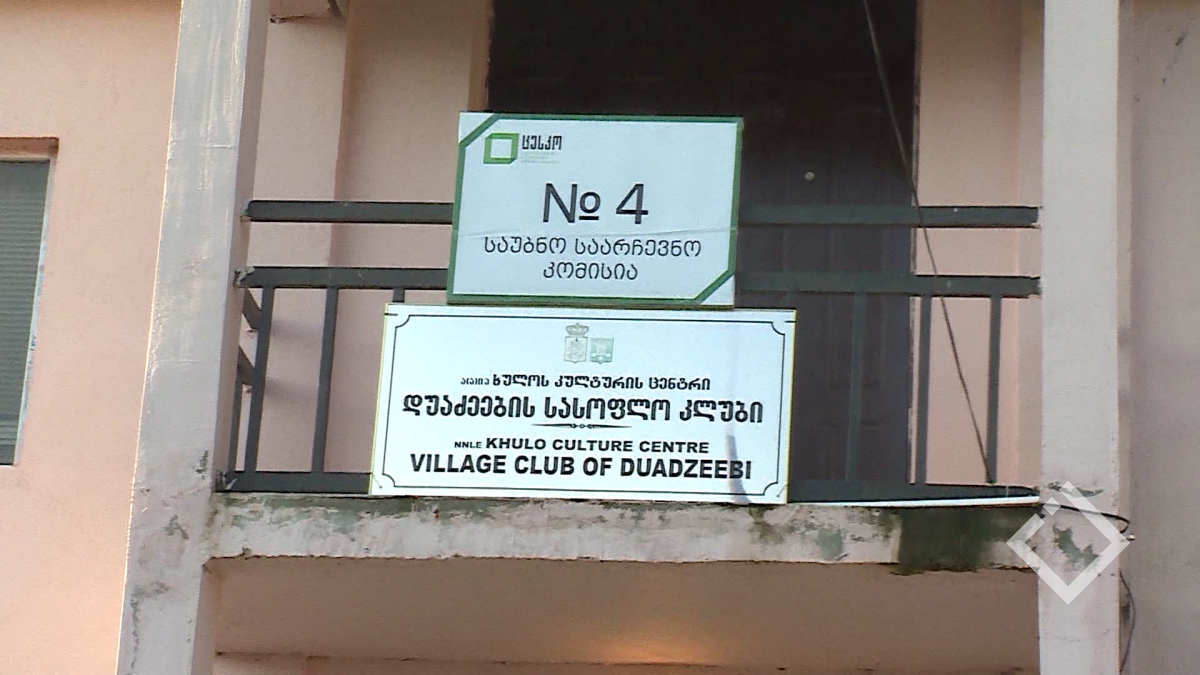 ცესკო
№ 4
საუბნო საარჩევნო
კომისია
ააიპ ხულოს კულტურის ცენტრი
დუაძეების სასოფლო კლუბი
NNLE KHULO CULTURE CENTRE
VILLAGE CLUB OF DUADZEEBI